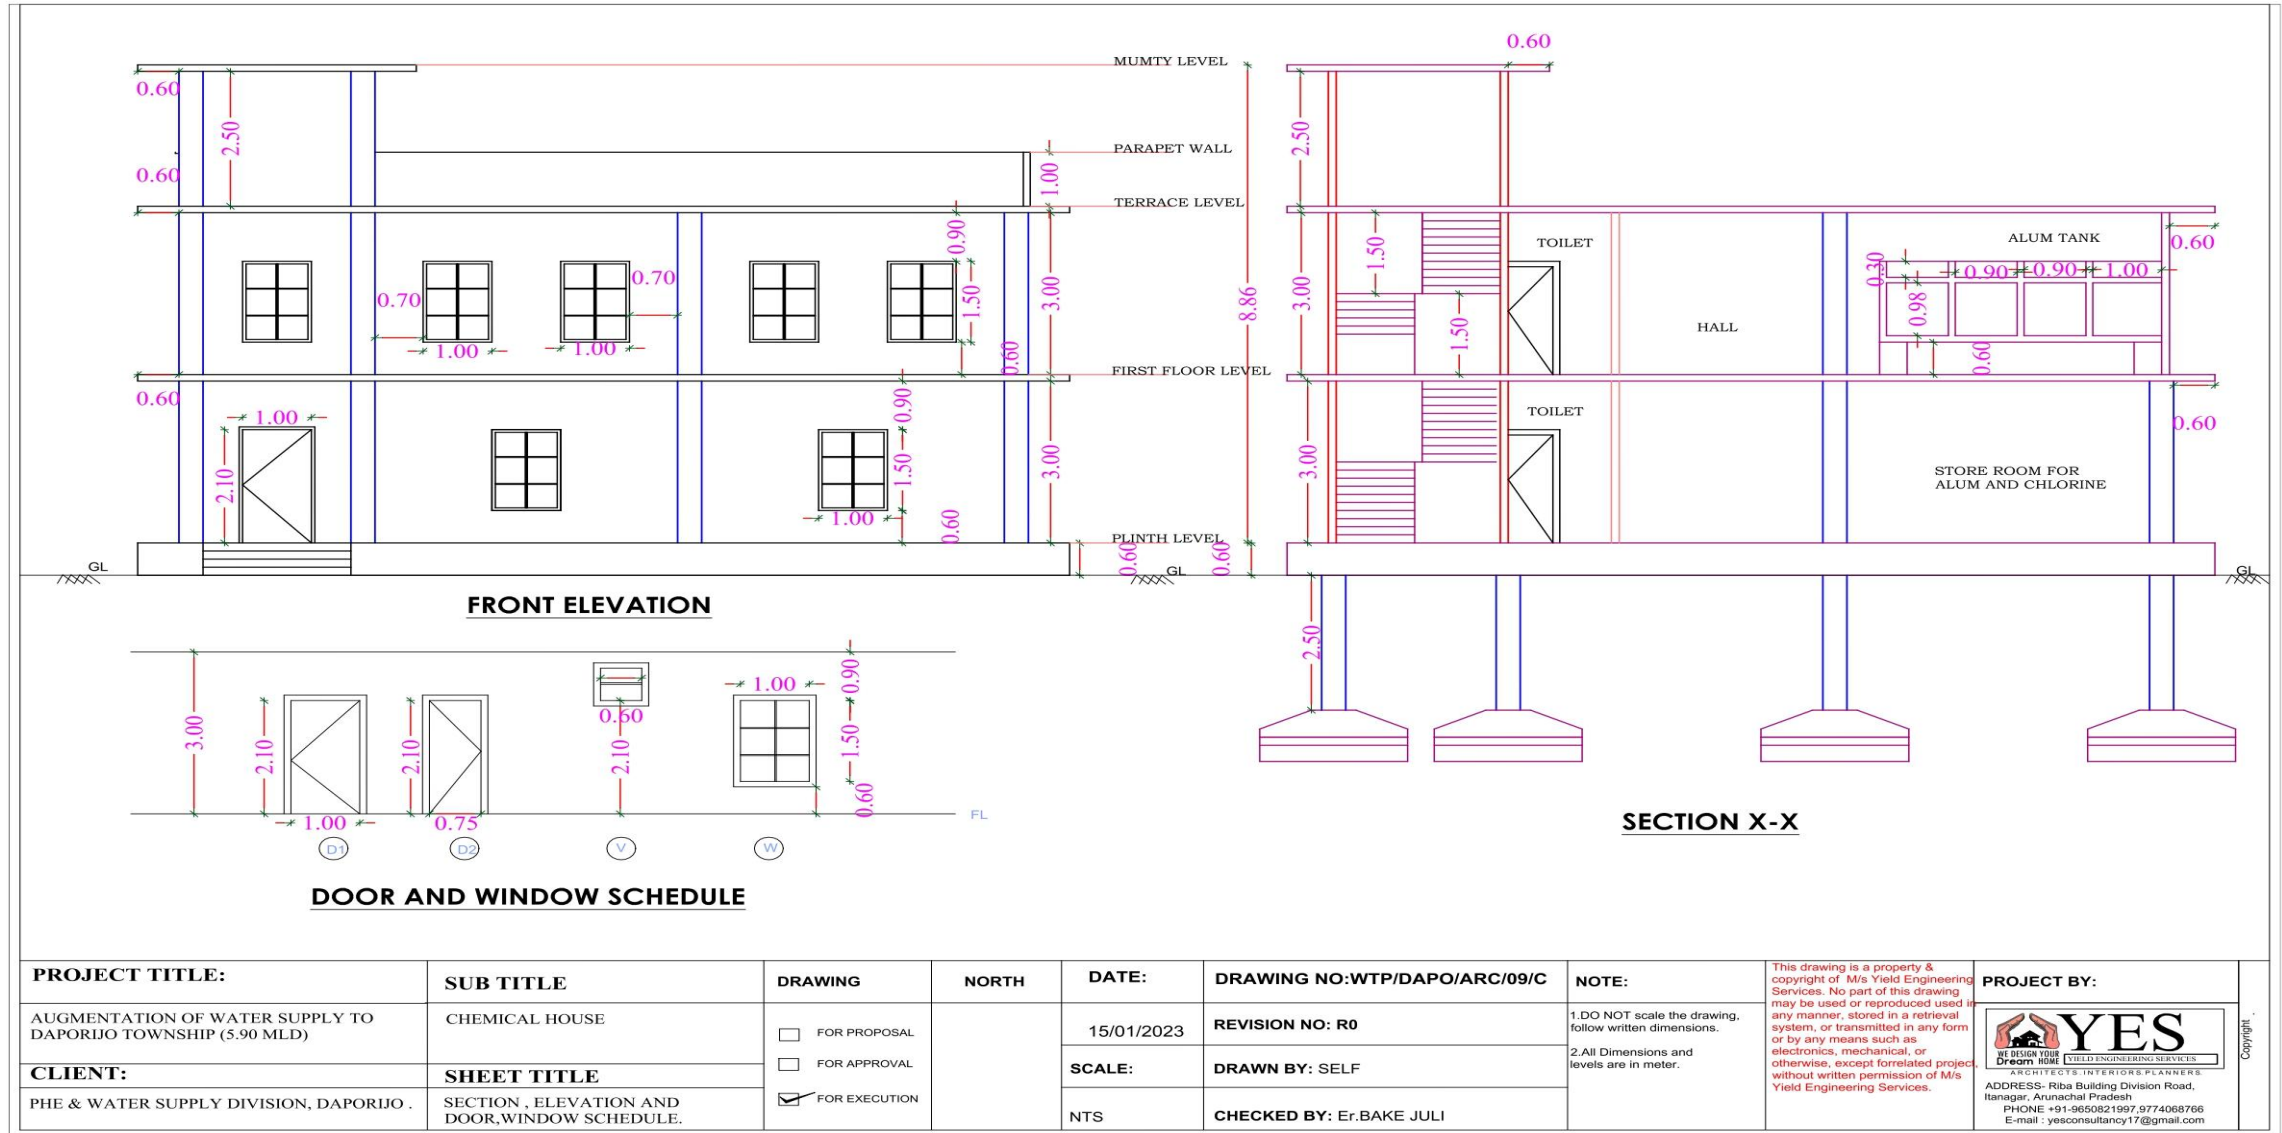 0.60
2.50
0.60
MUMTY LEVEL
PARAPET WALL
1.00
TERRACE LEVEL
0.90
0.70
0.70
1.50
3.00
1.00
1.00
0.60
FIRST FLOOR LEVEL
0.60
1.00
0.90
2.10
1.50
3.00
1.00
0.60
PLINTH LEVEL
0.60
GL
GL
FRONT ELEVATION
0.60
2.50
8.86
1.50
3.00
TOILET
ALUM TANK
0.60
0.30
0.90
0.90
1.00
0.98
HALL
1.50
0.60
TOILET
0.60
3.00
STORE ROOM FOR
ALUM AND CHLORINE
0.60
GL
2.50
SECTION X-X
3.00
2.10
2.10
0.60
2.10
1.00
0.90
1.50
0.60
1.00
0.75
FL
D1
D2
V
W
DOOR AND WINDOW SCHEDULE
PROJECT TITLE:
AUGMENTATION OF WATER SUPPLY TO
DAPORIJO TOWNSHIP (5.90 MLD)
CLIENT:
PHE & WATER SUPPLY DIVISION, DAPORIJO .
SUB TITLE
CHEMICAL HOUSE
SHEET TITLE
SECTION , ELEVATION AND
DOOR,WINDOW SCHEDULE.
DRAWING
FOR PROPOSAL
FOR APPROVAL
FOR EXECUTION
NORTH
DATE:
15/01/2023
SCALE:
NTS
DRAWING NO:WTP/DAPO/ARC/09/C
REVISION NO: R0
DRAWN BY: SELF
CHECKED BY: Er.BAKE JULI
NOTE:
1.DO NOT scale the drawing,
follow written dimensions.
2.All Dimensions and
levels are in meter.
This drawing is a property &
copyright of M/s Yield Engineering
Services. No part of this drawing
may be used or reproduced used in
any manner, stored in a retrieval
system, or transmitted in any form
or by any means such as
electronics, mechanical, or
otherwise, except forrelated project,
without written permission of M/s
Yield Engineering Services.
PROJECT BY:
YES
WE DESIGN YOUR
Dream HOME
YIELD ENGINEERING SERVICES
ARCHITECTS.INTERIORS.PLANNERS.
ADDRESS- Riba Building Division Road,
Itanagar, Arunachal Pradesh
PHONE +91-9650821997,9774068766
E-mail : yesconsultancy17@gmail.com
Copyright .